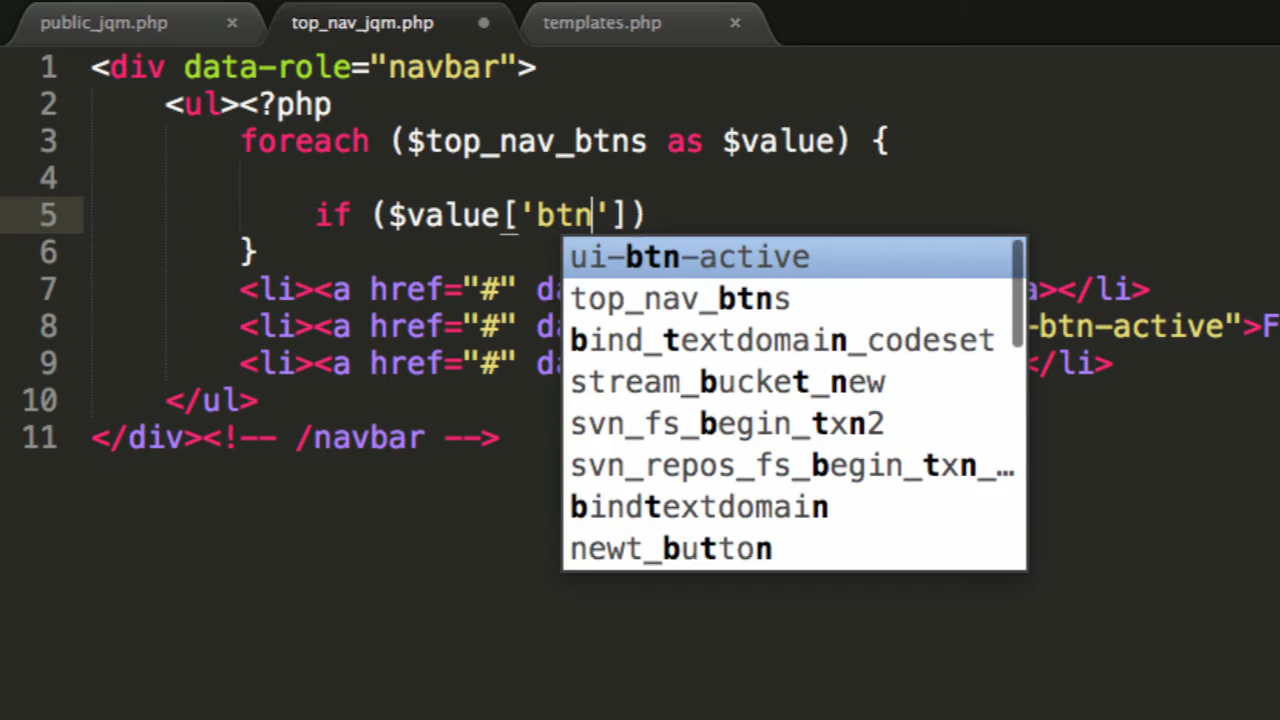 public_jqm.php × top_nav_jqm.php templates.php ×
1 <div data-role="navbar">
2 <ul><?php
3 foreach ($top_nav_btns as $value) {
4
5 if ($value['btn'])
6 }
7 <li><a href="#" da a></li>
8 <li><a href="#" da -btn-active">F
9 <li><a href="#" da </li>
10 </ul>
11 </div><!-- /navbar -->
ui-btn-active
top_nav_btns
bind_textdomain_codeset
stream_bucket_new
svn_fs_begin_txn2
svn_repos_fs_begin_txn_…
bindtextdomain
newt_button